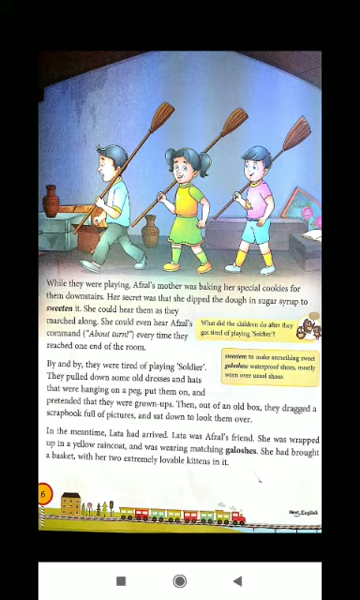 While they were playing, Afzal's mother was baking her special cookies for
them downstairs. Her secret was that she dipped the dough in sugar syrup to
sweeten it. She could hear them as they
marched along. She could even hear Afzal's
command ("About turn!") every time they
reached one end of the room.
What did the children do after they
got tired of playing 'Soldier'?
sweeten: to make something sweet
galoshes: waterproof shoes, mostly
worn over usual shoes
By and by, they were tired of playing 'Soldier'.
They pulled down some old dresses and hats
that were hanging on a peg, put them on, and
pretended that they were grown-ups. Then, out of an old box, they dragged a
scrapbook full of pictures, and sat down to look them over.
In the meantime, Lata had arrived. Lata was Afzal's friend. She was wrapped
up in a yellow raincoat, and was wearing matching galoshes. She had brought
a basket, with her two extremely lovable kittens in it.
6
English